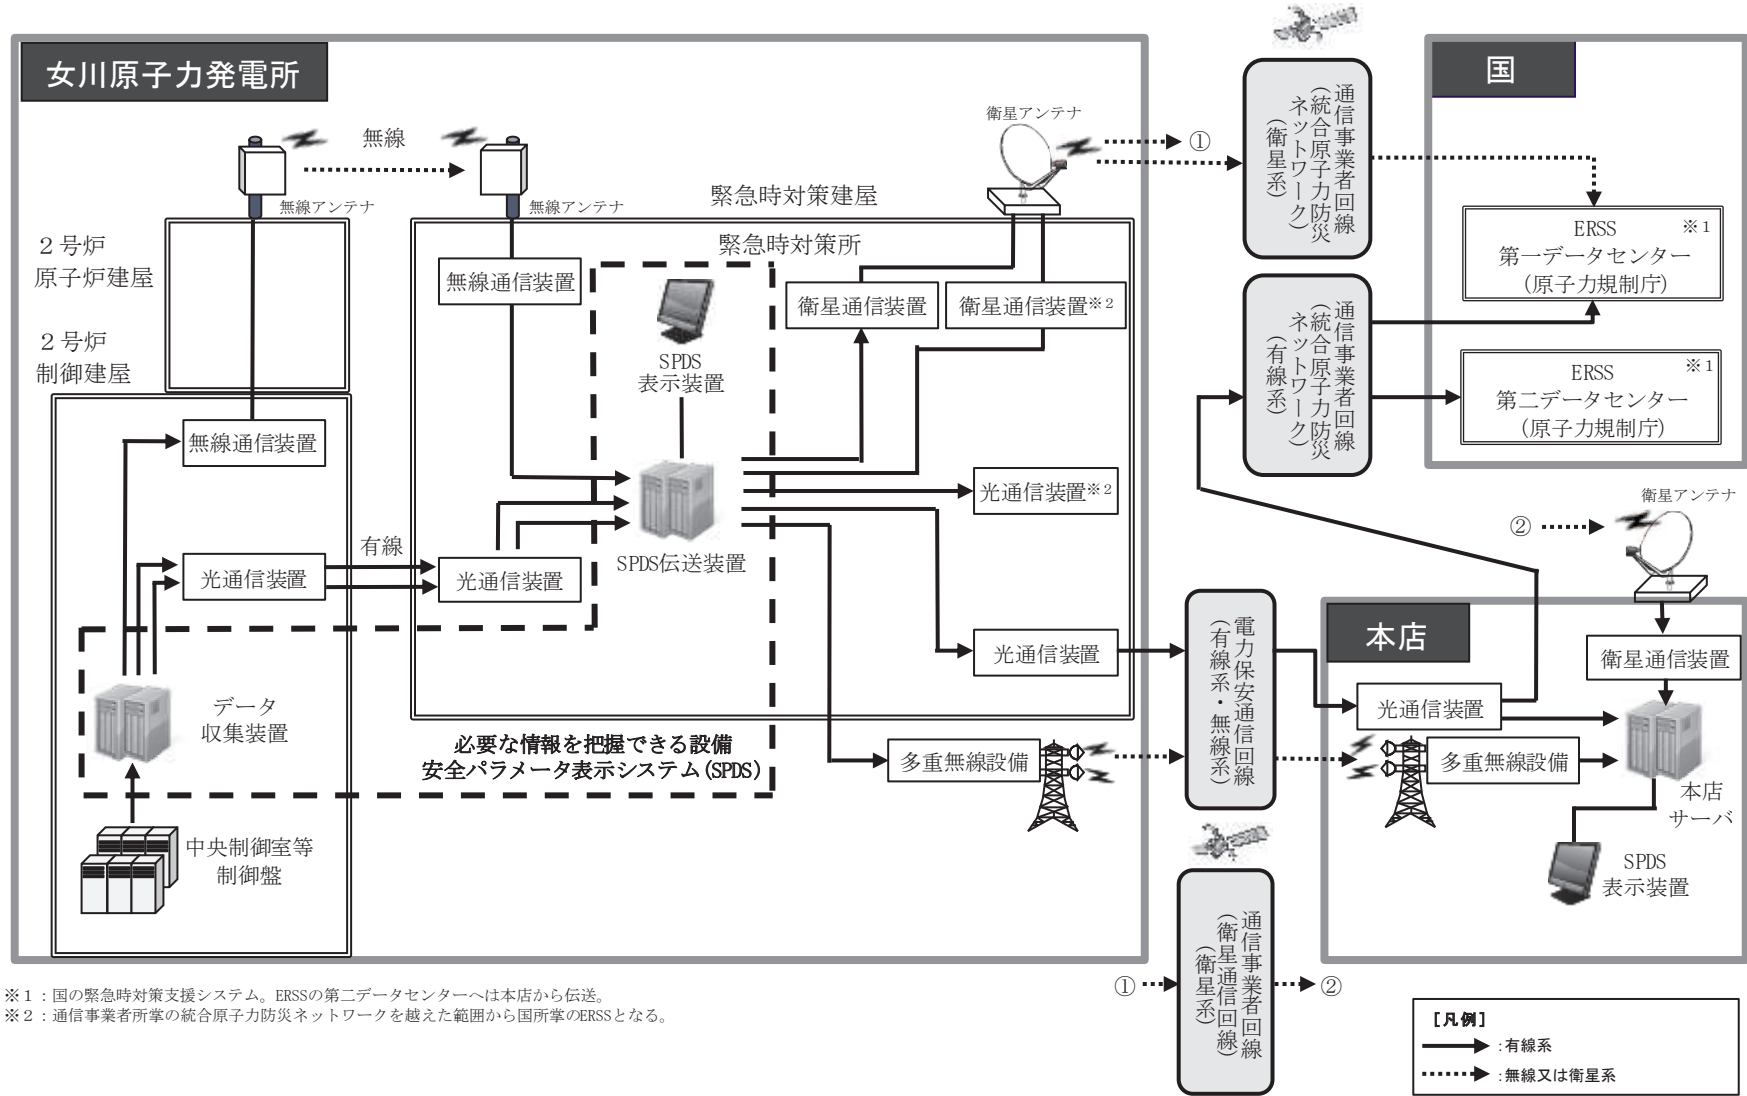 女川原子力発電所
国
衛星アンテナ
無線
①
通信事業者回線
(統合原子力防災
ネットワーク)
(衛星系)
無線アンテナ
無線アンテナ
緊急時対策建屋
ERSS ※1
第一データセンター
(原子力規制庁)
2号炉
原子炉建屋
緊急時対策所
無線通信装置
衛星通信装置
衛星通信装置※2
通信事業者回線
(統合原子力防災
ネットワーク)
(有線系)
2号炉
制御建屋
SPDS
表示装置
ERSS ※1
第二データセンター
(原子力規制庁)
無線通信装置
光通信装置※2
衛星アンテナ
②
有線
光通信装置
光通信装置
SPDS伝送装置
電力保安通信回線
(有線系・無線系)
本店
光通信装置
衛星通信装置
データ
収集装置
光通信装置
必要な情報を把握できる設備
安全パラメータ表示システム(SPDS)
多重無線設備
多重無線設備
本店
サーバ
中央制御室等
制御盤
SPDS
表示装置
通信事業者回線
(衛星通信回線)
(衛星系)
①
②
※1:国の緊急時対策支援システム。ERSSの第二データセンターへは本店から伝送。
※2:通信事業者所掌の統合原子力防災ネットワークを越えた範囲から国所掌のERSSとなる。
[凡例]
:有線系
:無線又は衛星系